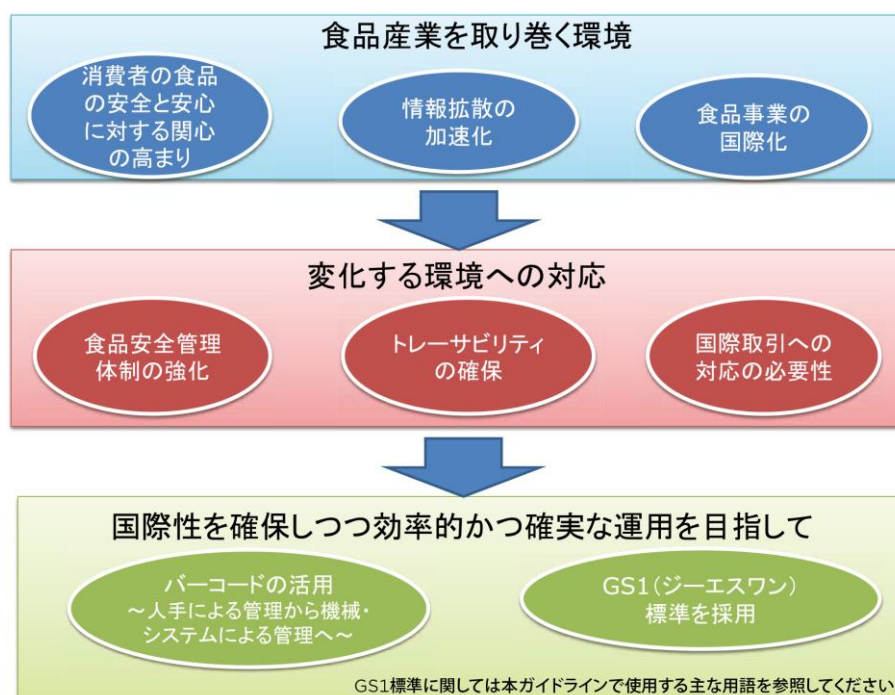 食品産業を取り巻く環境
消費者の食品
の安全と安心
に対する関心
の高まり
情報拡散の
加速化
食品事業の
国際化
変化する環境への対応
食品安全管理
体制の強化
トレーサビリティ
の確保
国際取引への
対応の必要性
国際性を確保しつつ効率的かつ確実な運用を目指して
バーコードの活用
～人手による管理から機械・
システムによる管理へ～
GS1（ジーエスワン）
標準を採用
GS1標準に関しては本ガイドラインで使用する主な用語を参照してください